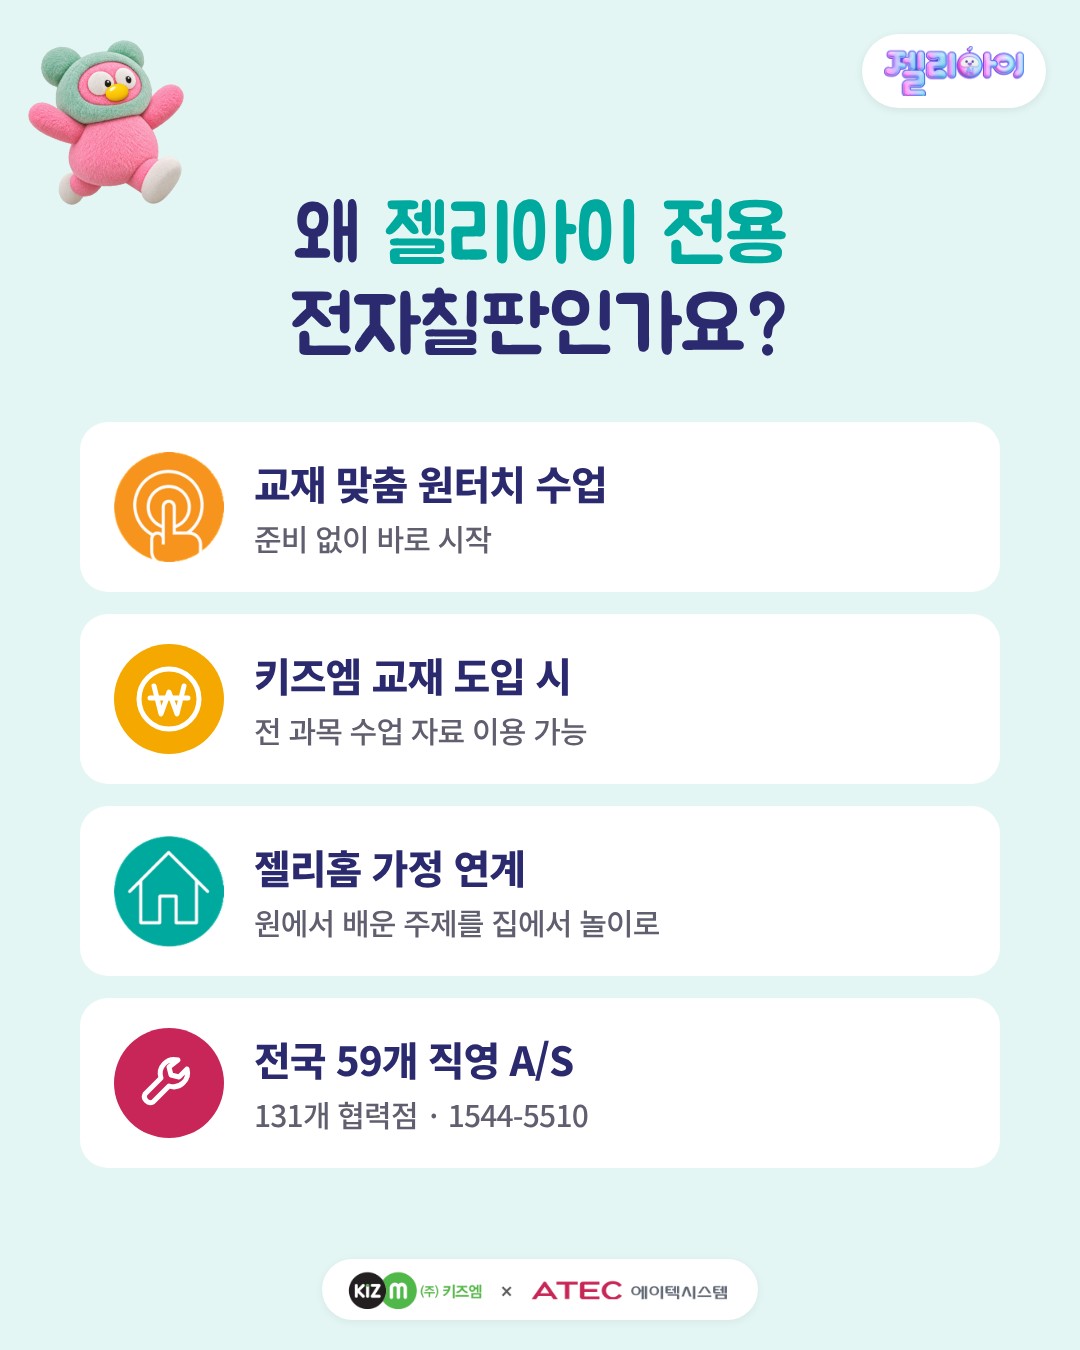 젤리아이
왜 젤리아이 전용
전자칠판인가요?
교재 맞춤 원터치 수업
준비 없이 바로 시작
키즈엠 교재 도입 시
전 과목 수업 자료 이용 가능
젤리홈 가정 연계
원에서 배운 주제를 집에서 놀이로
전국 59개 직영 A/S
131개 협력점 · 1544-5510
KiZ m (주) 키즈엠 × ATEC 에이텍시스템